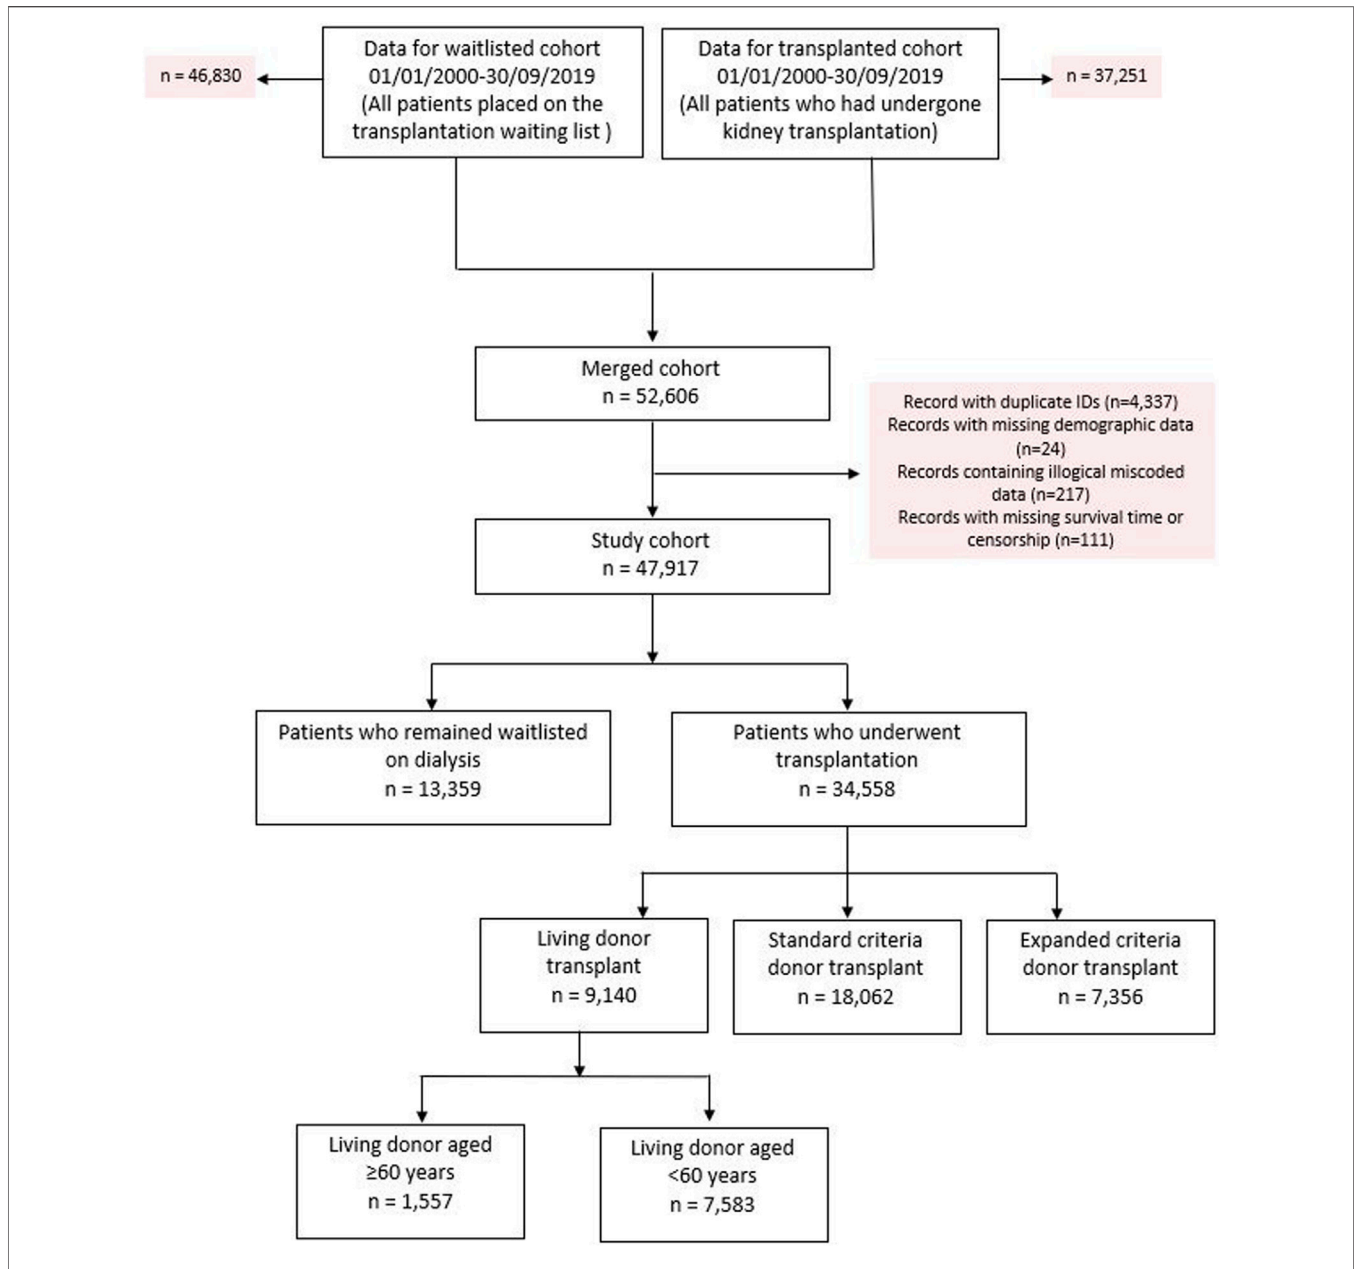 Data for waitlisted cohort
01/01/2000-30/09/2019
(All patients placed on the
transplantation waiting list )
n = 46,830
Data for transplanted cohort
01/01/2000-30/09/2019
(All patients who had undergone
kidney transplantation)
n = 37,251
Merged cohort
n = 52,606
Record with duplicate IDs (n=4,337)
Records with missing demographic data
(n=24)
Records containing illogical miscoded
data (n=217)
Records with missing survival time or
censorship (n=111)
Study cohort
n = 47,917
Patients who remained waitlisted
on dialysis
n = 13,359
Patients who underwent
transplantation
n = 34,558
Living donor
transplant
n = 9,140
Standard criteria
donor transplant
n = 18,062
Expanded criteria
donor transplant
n = 7,356
Living donor aged
≥60 years
n = 1,557
Living donor aged
<60 years
n = 7,583